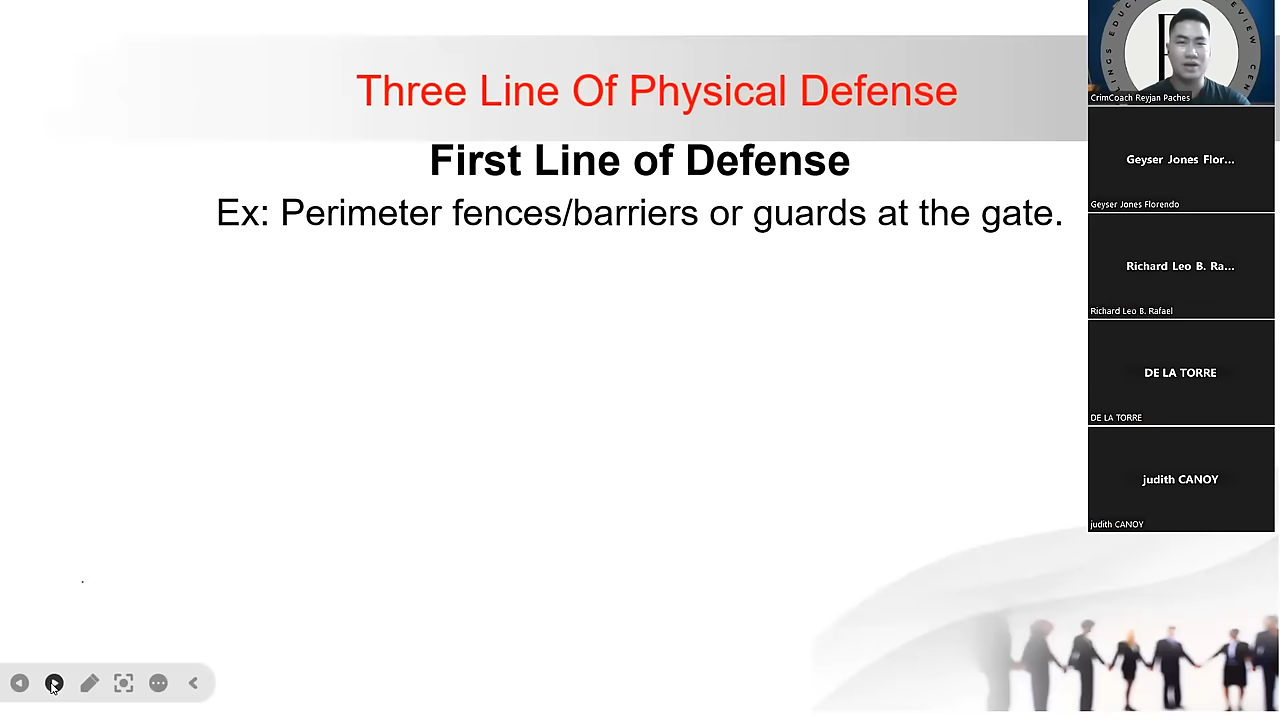 Three Line Of Physical Defense
First Line of Defense
Ex: Perimeter fences/barriers or guards at the gate.
CrimCoach Reyjan Paches
Geyser Jones Flor...
Geyser Jones Florendo
Richard Leo B. Ra...
Richard Leo B. Rafael
DE LA TORRE
DE LA TORRE
judith CANOY
judith CANOY